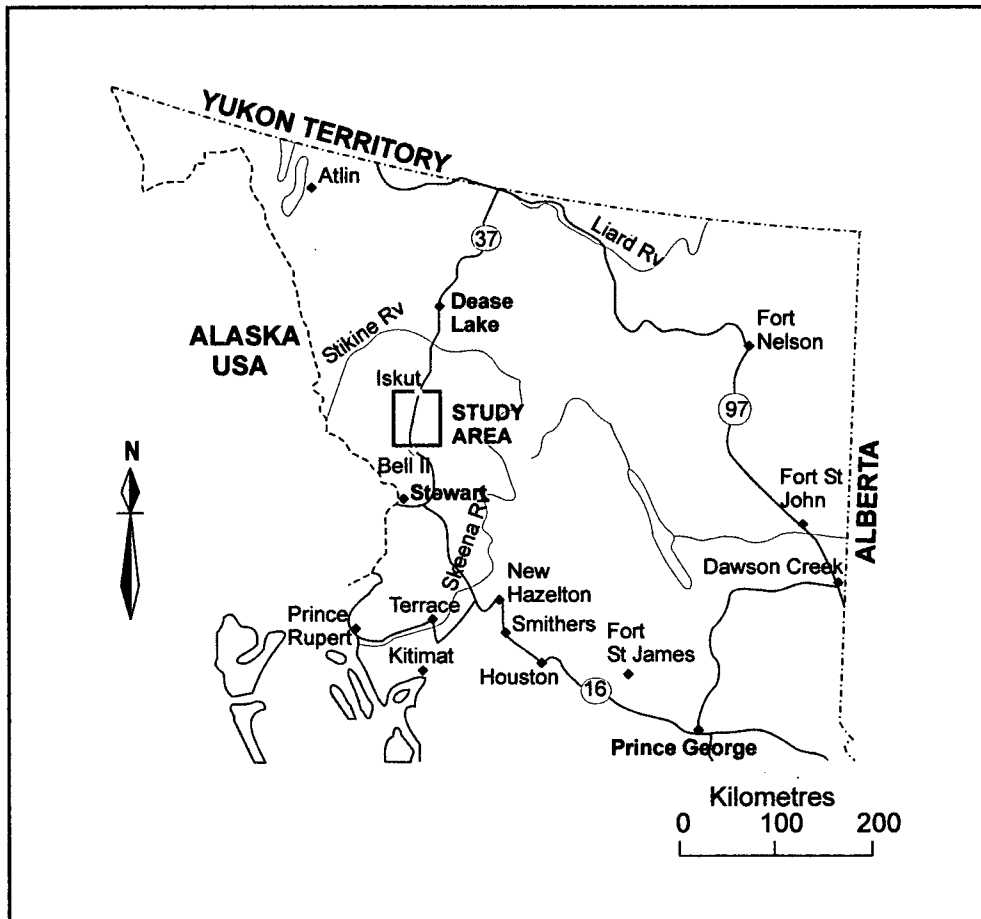 YUKON TERRITORY
Atlin
37
Liard Rv
Dease
Lake
ALASKA
USA
Stikine Rv
Fort
Nelson
Iskut
STUDY
AREA
97
N
Bell II
Stewart
Skeena Rv
Fort St
John
ALBERTA
Dawson Creek
New
Hazelton
Prince
Rupert
Terrace
Smithers
Kitimat
Fort
St James
Houston
16
Prince George
Kilometres
0 100 200